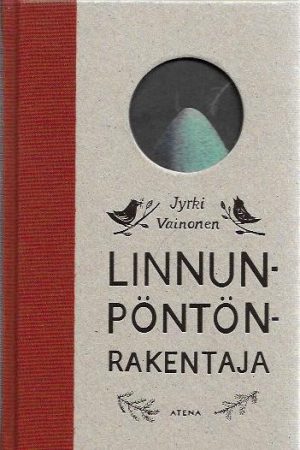 Jyrki
Vainonen
LINNUN-
PÖNTÖN-
RAKENTAJA
ATENA